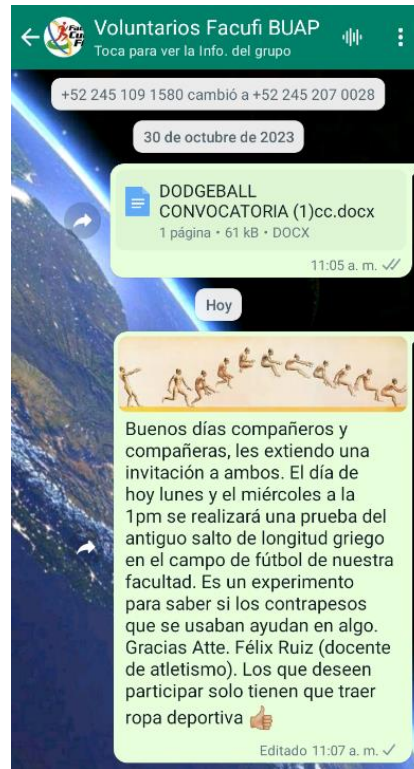 Voluntarios Facufi BUAP
Toca para ver la Info. del grupo
+52 245 109 1580 cambió a +52 245 207 0028
30 de octubre de 2023
DODGEBALL
CONVOCATORIA (1)cc.docx
1 página • 61 kB • DOCX
11:05 a. m.
Hoy
Buenos días compañeros y
compañeras, les extiendo una
invitación a ambos. El día de
hoy lunes y el miércoles a la
1pm se realizará una prueba del
antiguo salto de longitud griego
en el campo de fútbol de nuestra
facultad. Es un experimento
para saber si los contrapesos
que se usaban ayudan en algo.
Gracias Atte. Félix Ruiz (docente
de atletismo). Los que deseen
participar solo tienen que traer
ropa deportiva 👍🏼
Editado 11:07 a. m.